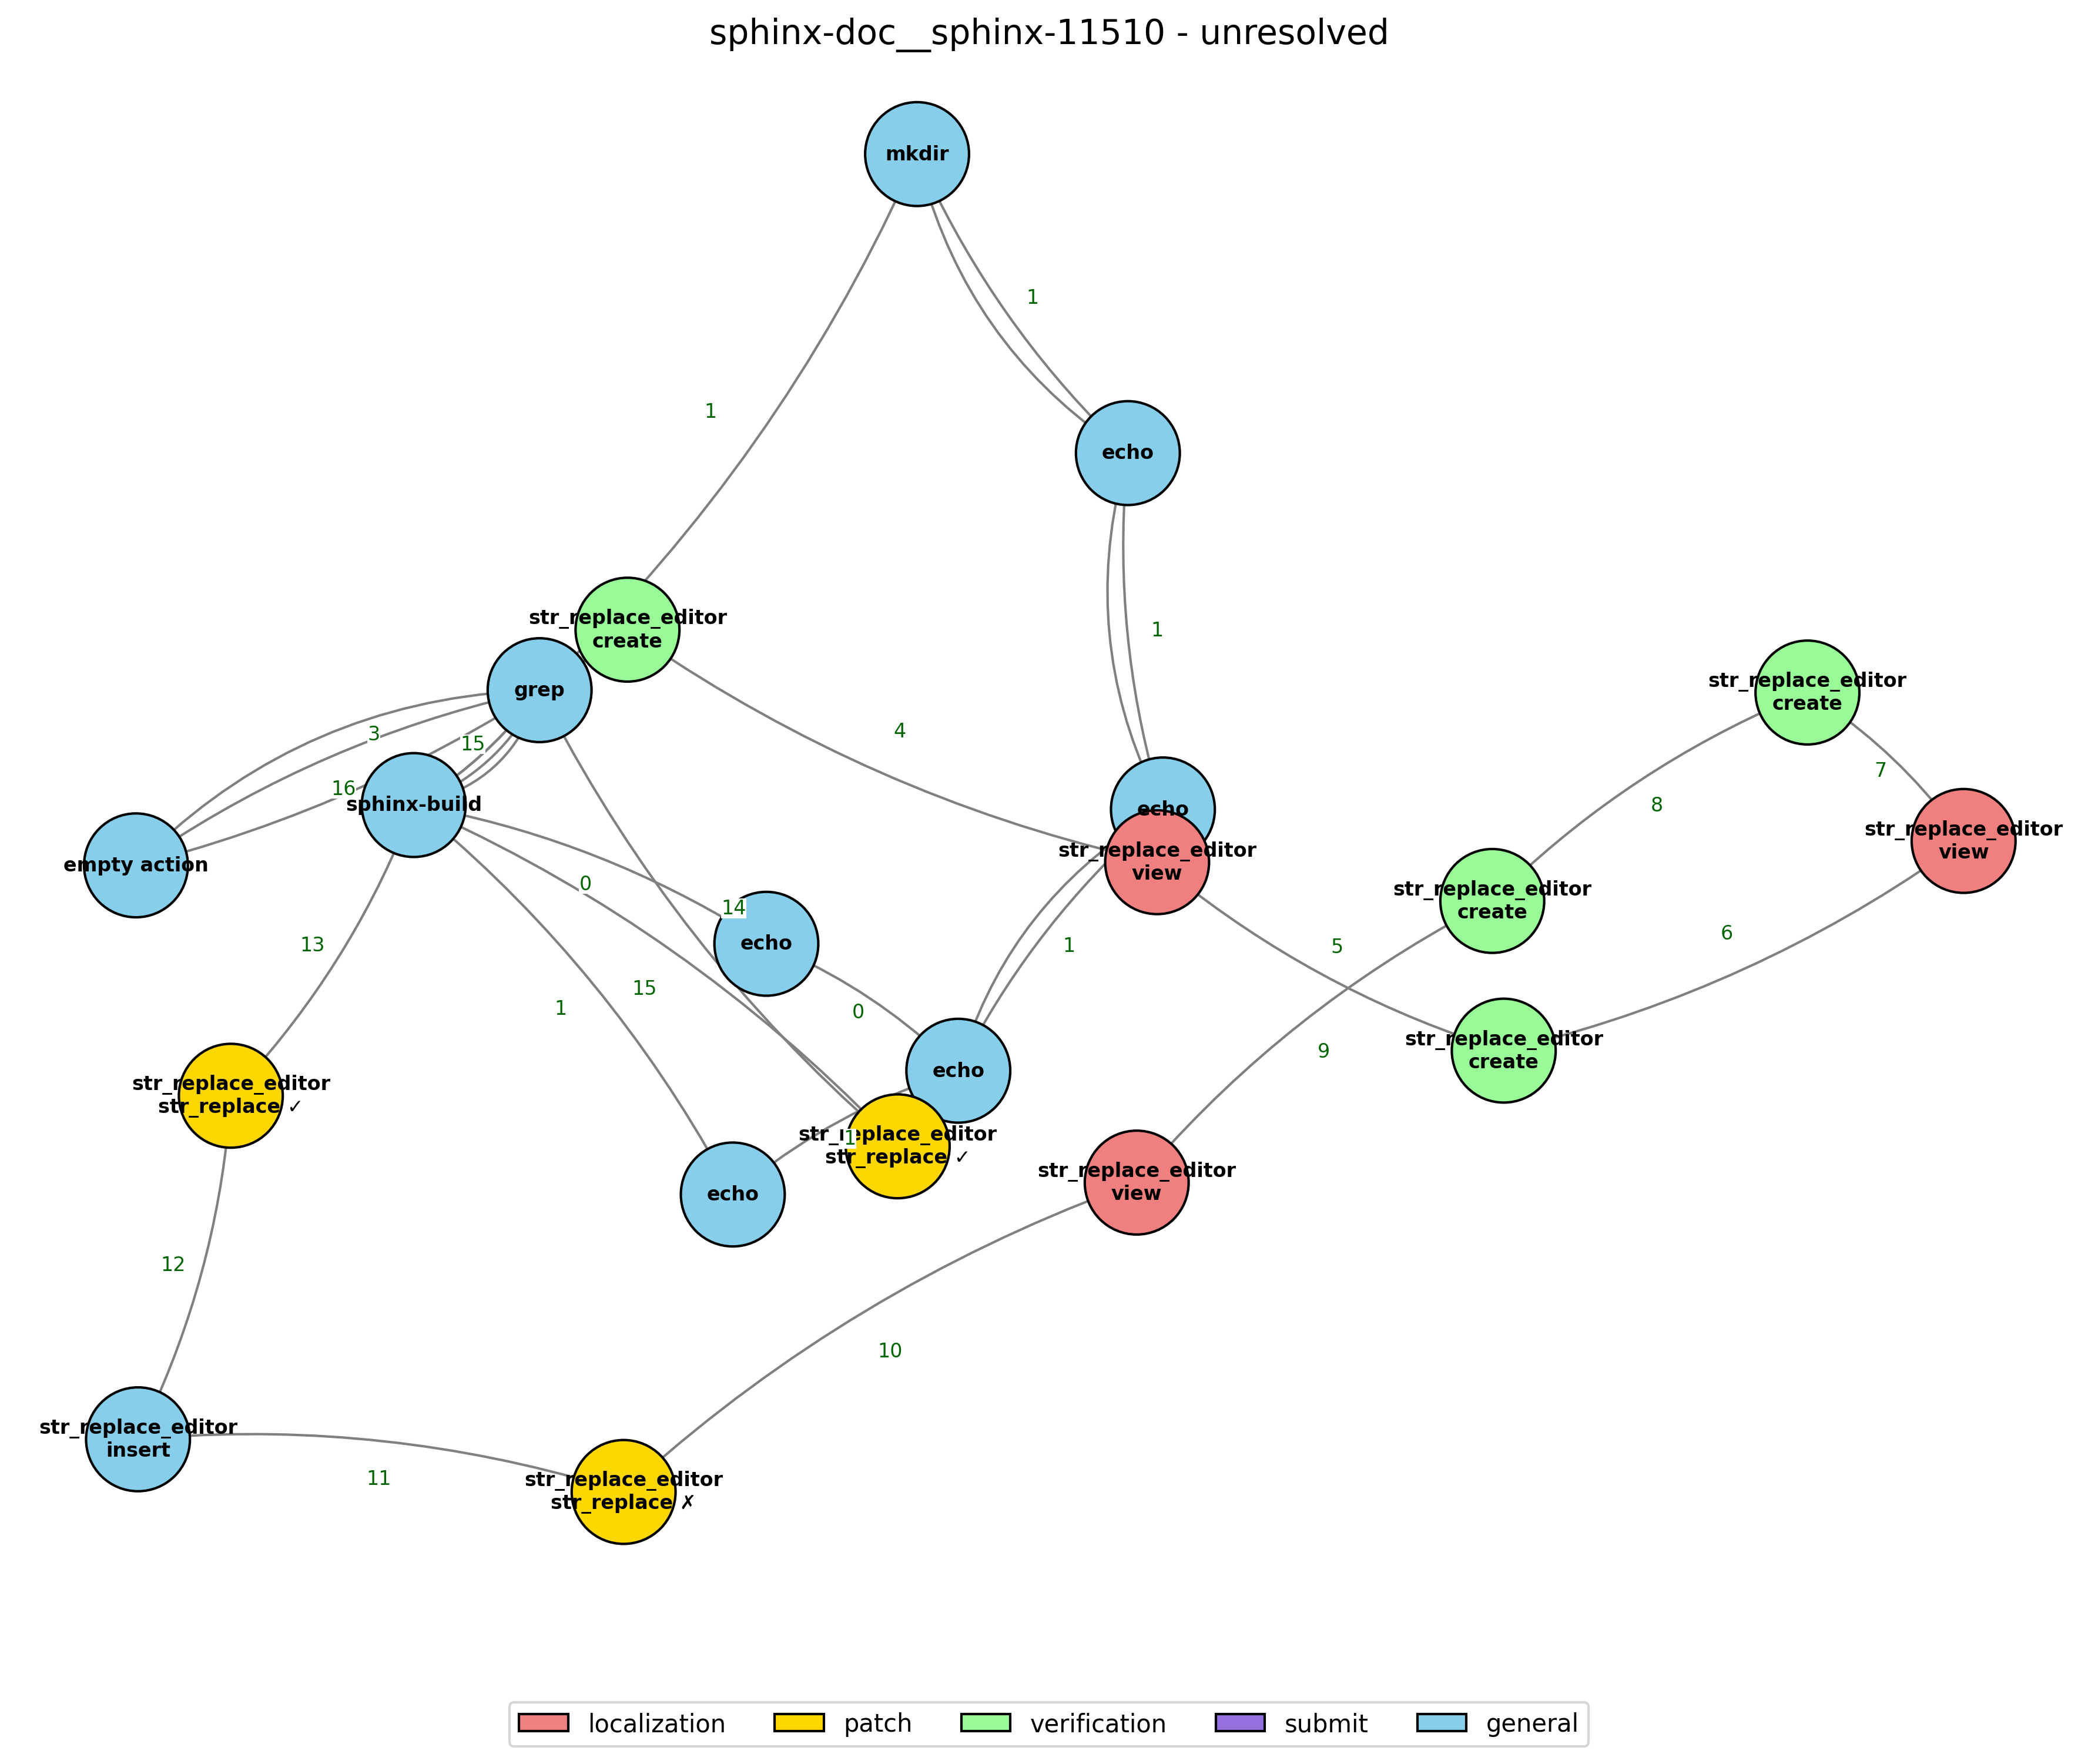 sphinx-doc__sphinx-11510 - unresolved
mkdir
1
echo
1
str_replace_editor
create
1
grep
str_replace_editor
create
3
15
4
7
16
sphinx-build
8
echo
str_replace_editor
view
str_replace_editor
view
empty action
0
14
str_replace_editor
create
6
13
echo
1
5
15
1
0
9
str_replace_editor
create
echo
str_replace_editor
str_replace ✓
1
str_replace_editor
str_replace ✓
echo
str_replace_editor
view
12
10
str_replace_editor
insert
11
str_replace_editor
str_replace ✗
localization
patch
verification
submit
general